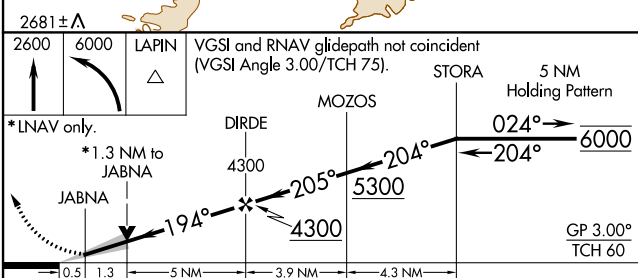 2681±
2600 6000 LAPIN
VGSI and RNAV glidepath not coincident
(VGSI Angle 3.00/TCH 75).
STORA
5 NM
Holding Pattern
MOZOS
*LNAV only.
DIRDE
024°
6000
204°
*1.3 NM to
JABNA
4300
204°
JABNA
205°
5300
194°
4300
GP 3.00°
TCH 60
0.5 1.3 5 NM 3.9 NM 4.3 NM